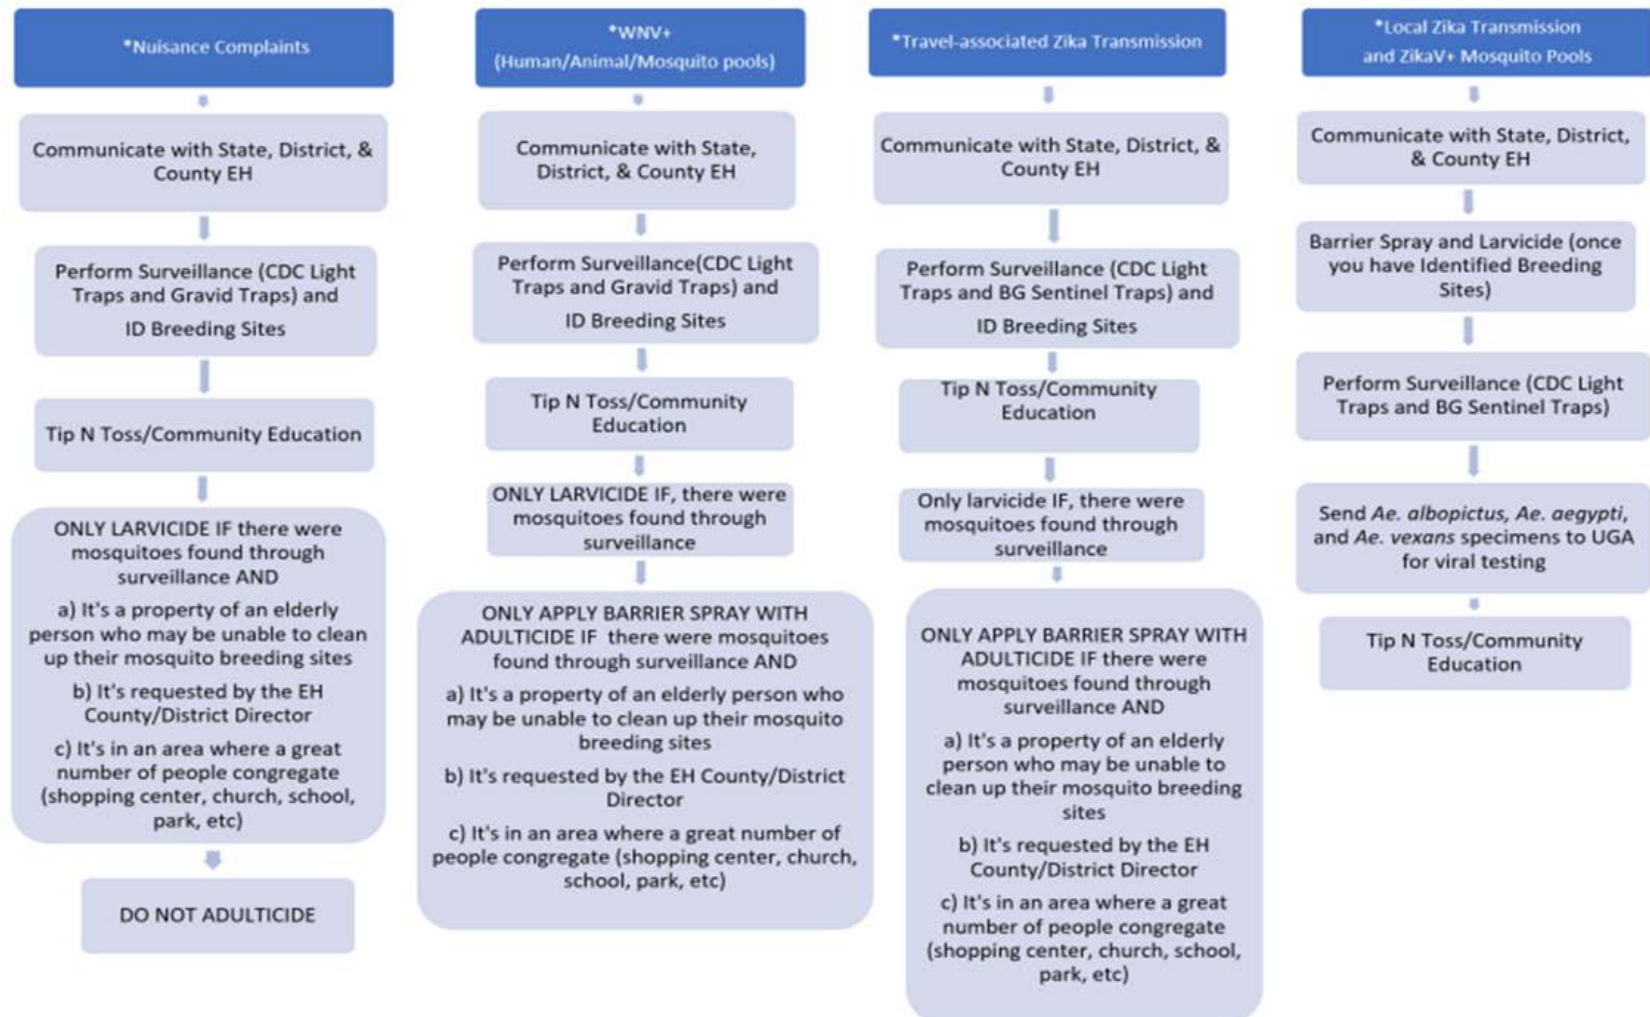 *Nuisance Complaints
Communicate with State, District, &
County EH
Perform Surveillance (CDC Light
Traps and Gravid Traps) and
ID Breeding Sites
Tip N Toss/Community Education
ONLY LARVICIDE IF there were
mosquitoes found through
surveillance AND
a) It's a property of an elderly
person who may be unable to clean
up their mosquito breeding sites
b) It's requested by the EH
County/District Director
c) It's in an area where a great
number of people congregate
(shopping center, church, school,
park, etc)
DO NOT ADULTICIDE
*WNV+
(Human/Animal/Mosquito pools)
Communicate with State,
District, & County EH
Perform Surveillance(CDC Light
Traps and Gravid Traps) and
ID Breeding Sites
Tip N Toss/Community
Education
ONLY LARVICIDE IF, there were
mosquitoes found through
surveillance
ONLY APPLY BARRIER SPRAY WITH
ADULTICIDE IF there were mosquitoes
found through surveillance AND
a) It's a property of an elderly person who
may be unable to clean up their mosquito
breeding sites
b) It's requested by the EH County/District
Director
c) It's in an area where a great number of
people congregate (shopping center, church,
school, park, etc)
*Travel-associated Zika Transmission
Communicate with State, District, &
County EH
Perform Surveillance (CDC Light
Traps and BG Sentinel Traps) and
ID Breeding Sites
Tip N Toss/Community
Education
Only larvicide IF, there were
mosquitoes found through
surveillance
ONLY APPLY BARRIER SPRAY WITH
ADULTICIDE IF there were
mosquitoes found through
surveillance AND
a) It's a property of an elderly
person who may be unable to
clean up their mosquito breeding
sites
b) It's requested by the EH
County/District Director
c) It's in an area where a great
number of people congregate
(shopping center, church, school,
park, etc)
*Local Zika Transmission
and ZikaV+ Mosquito Pools
Communicate with State, District,
& County EH
Barrier Spray and Larvicide (once
you have Identified Breeding
Sites)
Perform Surveillance (CDC Light
Traps and BG Sentinel Traps)
Send Ae. albopictus, Ae. aegypti,
and Ae. vexans specimens to UGA
for viral testing
Tip N Toss/Community
Education